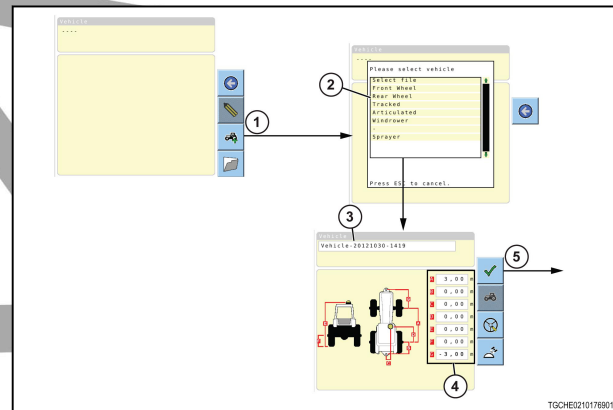 Vehicle
----
1
Vehicle
Please select vehicle
Select file
Front Wheel
Rear Wheel
Tracked
Articulated
Windrower
-
Sprayer
Press ESC to cancel.
2
3
Vehicle
Vehicle-20121030-1419
3,00 m
0,00 m
0,00 m
0,00 m
0,00 m
0,00 m
-3,00 m
4
5
TGCHE0210176901